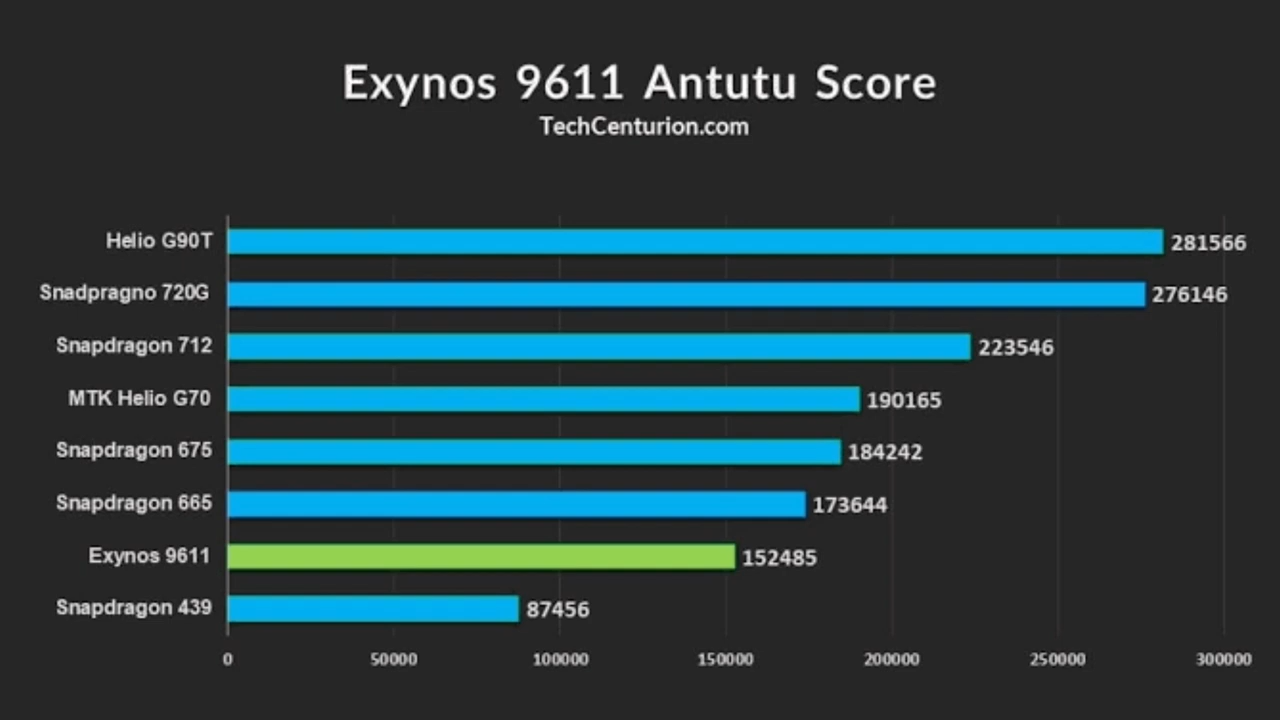 Exynos 9611 Antutu Score
TechCenturion.com
Helio G90T 281566
Snadpragno 720G 276146
Snapdragon 712 223546
MTK Helio G70 190165
Snapdragon 675 184242
Snapdragon 665 173644
Exynos 9611 152485
Snapdragon 439 87456
0 50000 100000 150000 200000 250000 300000